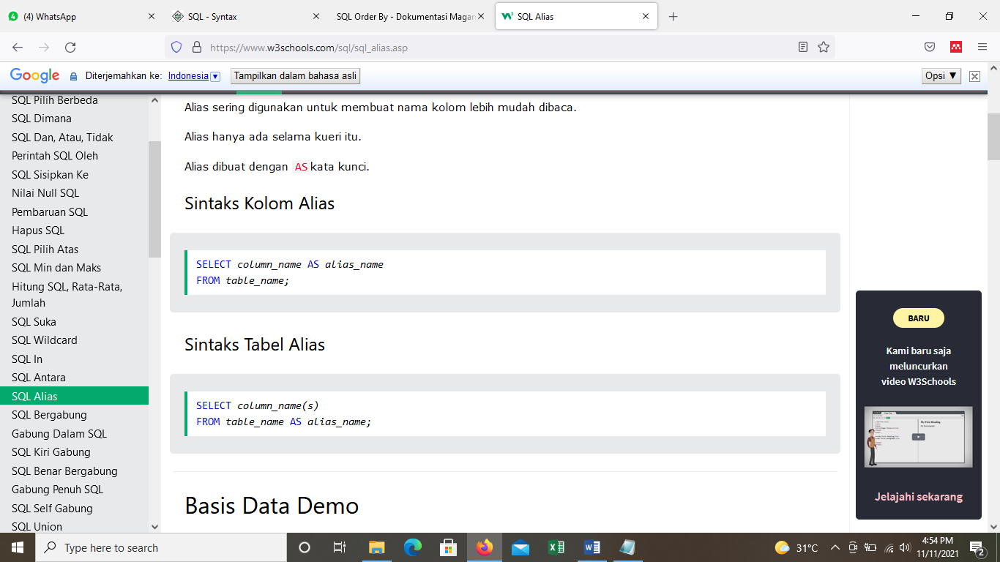 (4) WhatsApp
SQL - Syntax
SQL Order By - Dokumentasi Magan
SQL Alias
https://www.w3schools.com/sql/sql_alias.asp
Google Diterjemahkan ke: Indonesia Tampilkan dalam bahasa asli Opsi ▼
SQL Pilih Berbeda
SQL Dimana
SQL Dan, Atau, Tidak
Perintah SQL Oleh
SQL Sisipkan Ke
Nilai Null SQL
Pembaruan SQL
Hapus SQL
SQL Pilih Atas
SQL Min dan Maks
Hitung SQL, Rata-Rata,
Jumlah
SQL Suka
SQL Wildcard
SQL In
SQL Antara
SQL Alias
SQL Bergabung
Gabung Dalam SQL
SQL Kiri Gabung
SQL Benar Bergabung
Gabung Penuh SQL
SQL Self Gabung
SQL Union
Alias sering digunakan untuk membuat nama kolom lebih mudah dibaca.
Alias hanya ada selama kueri itu.
Alias dibuat dengan AS kata kunci.
Sintaks Kolom Alias
SELECT column_name AS alias_name
FROM table_name;
Sintaks Tabel Alias
SELECT column_name(s)
FROM table_name AS alias_name;
Basis Data Demo
BARU
Kami baru saja
meluncurkan
video W3Schools
My First Heading
Jelajahi sekarang
Type here to search
31°C
4:54 PM
11/11/2021
2